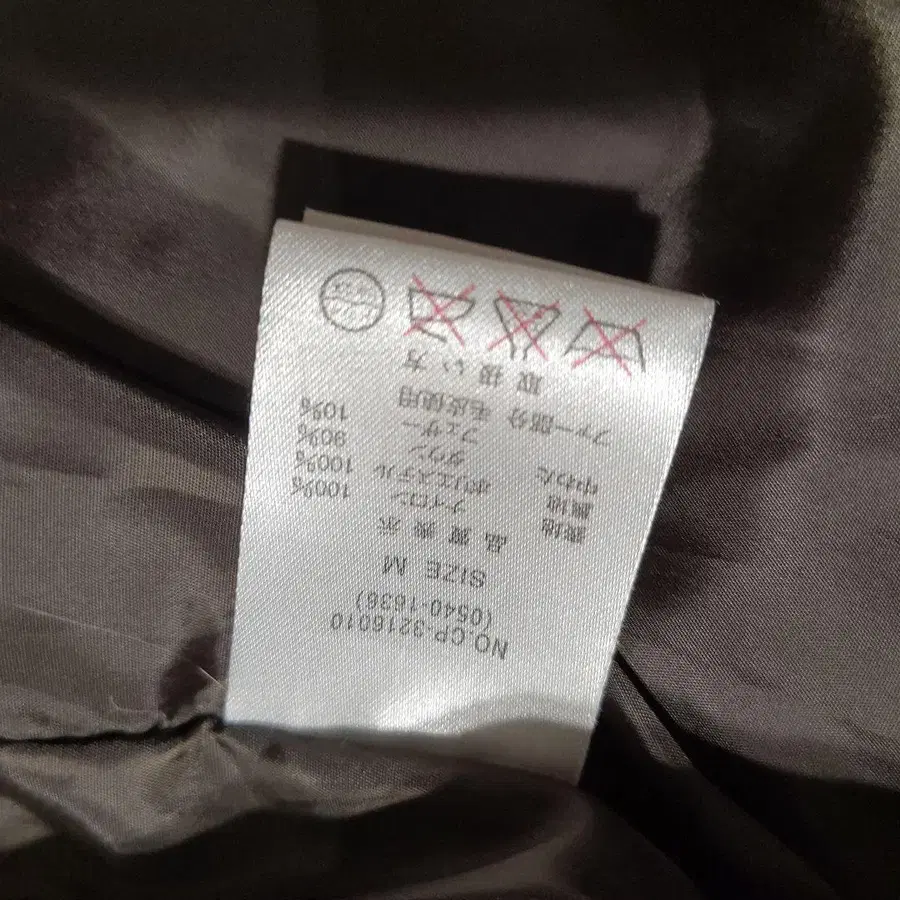 NO.CP-3216010
(0540-1636)
SIZE M
品質表示
表地 ナイロン 100%
裏地 ポリエステル 100%
中わた ダウン 90%
フェザー 10%
ファー部分 毛皮使用
取扱い方